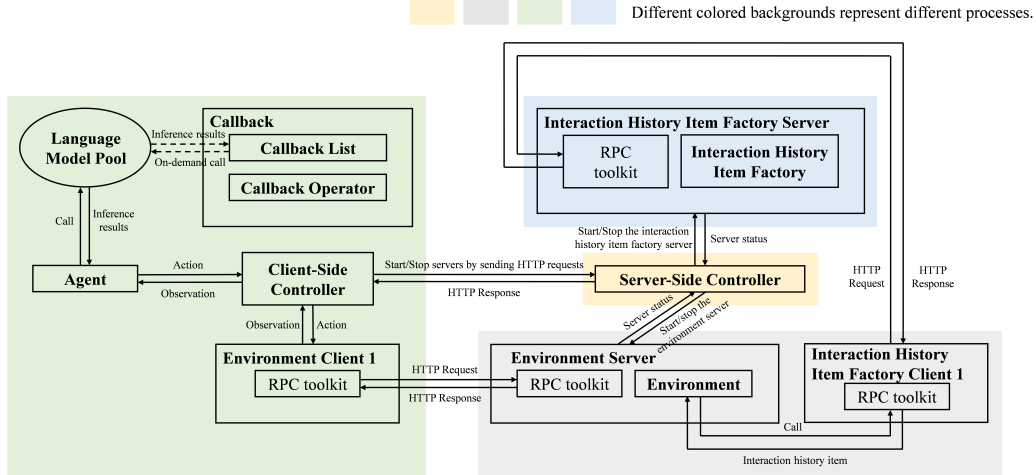 Different colored backgrounds represent different processes.
Language
Model Pool
Inference results
On-demand call
Callback
Callback List
Callback Operator
Call
Inference
results
Agent
Action
Observation
Client-Side
Controller
Observation
Action
Environment Client 1
RPC toolkit
Start/Stop servers by sending HTTP requests
HTTP Response
HTTP Request
HTTP Response
Interaction History Item Factory Server
RPC
toolkit
Interaction History
Item Factory
Start/Stop the interaction
history item factory server
Server status
Server-Side Controller
Server status
Start/stop the
environment server
HTTP
Request
HTTP
Response
Environment Server
RPC toolkit
Environment
Interaction History
Item Factory Client 1
RPC toolkit
Call
Interaction history item